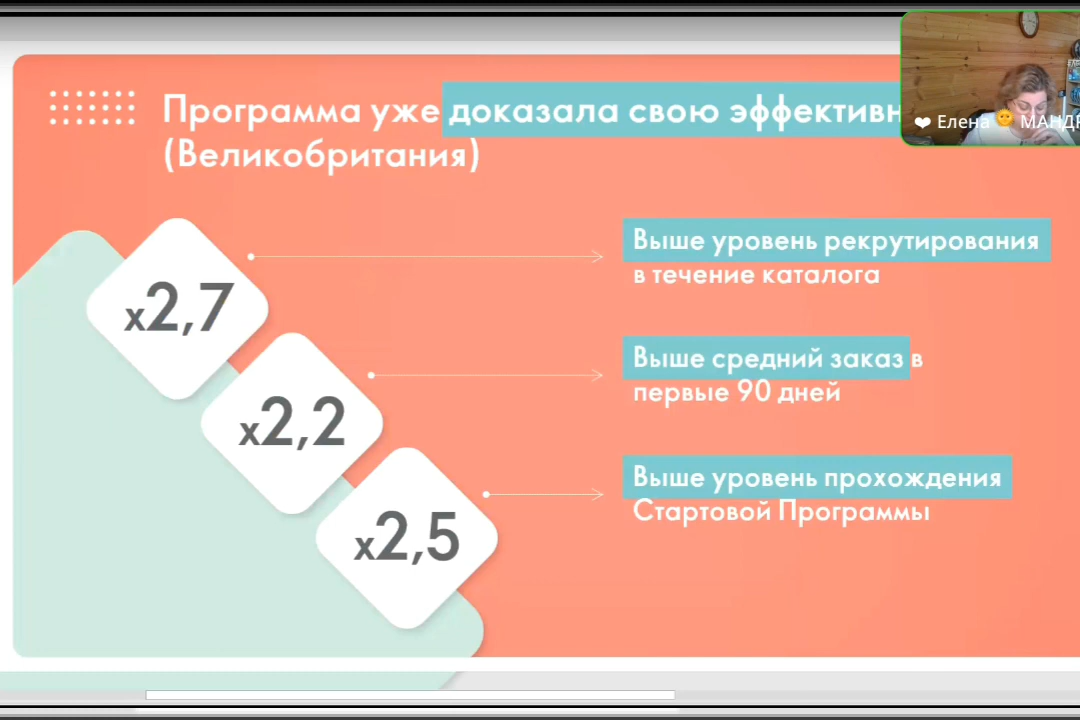 Программа уже доказала свою
(Великобритания)
❤ Елена 🌞
x2,7
Выше уровень рекрутирования
в течение каталога
x2,2
Выше средний заказ в
первые 90 дней
x2,5
Выше уровень прохождения
Стартовой Программы